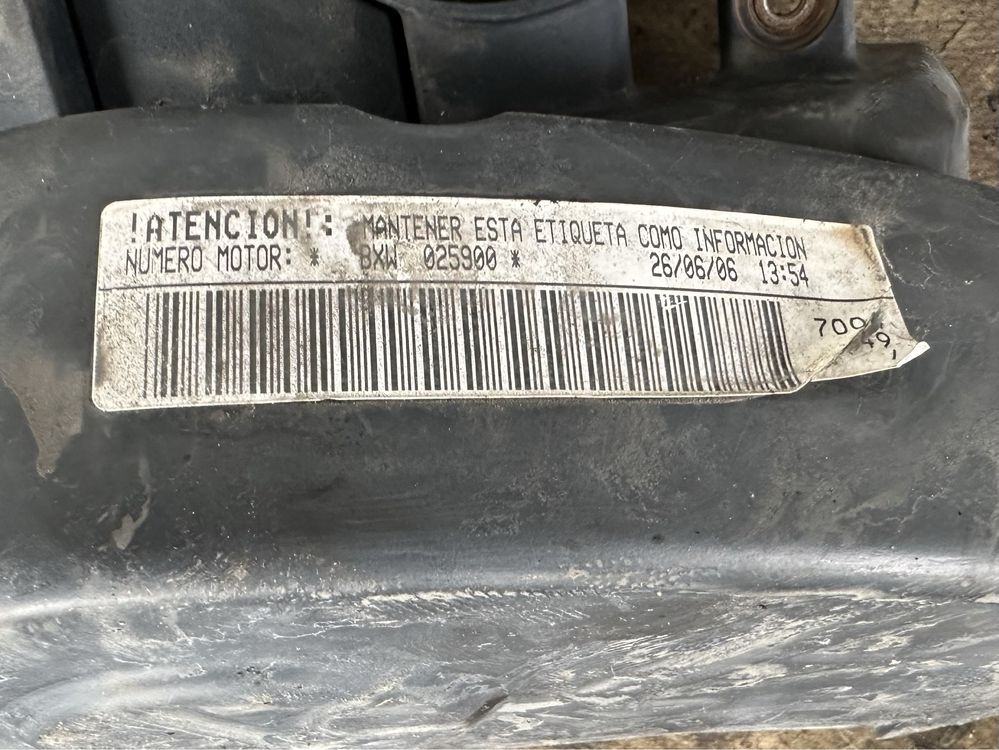 !ATENCION!: MANTENER ESTA ETIQUETA COMO INFORMACION
NUMERO MOTOR: * BXW 025900 * 26/06/06 13:54